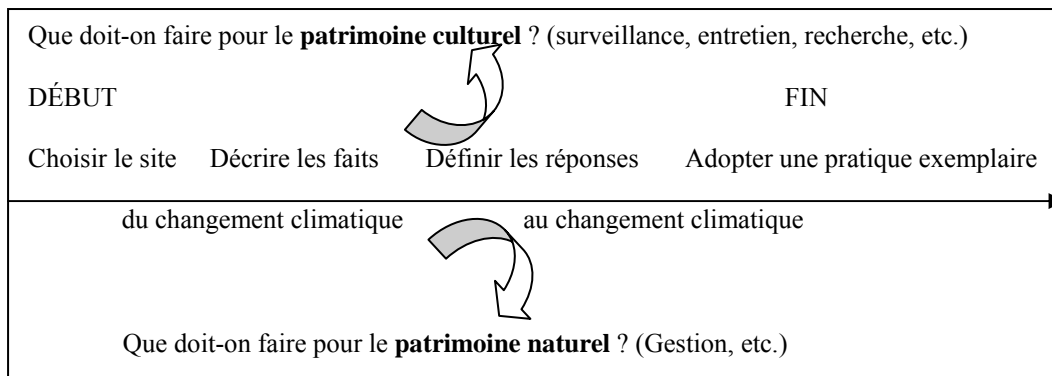 Que doit-on faire pour le patrimoine culturel ? (surveillance, entretien, recherche, etc.)
DÉBUT FIN
Choisir le site Décrire les faits Définir les réponses Adopter une pratique exemplaire
du changement climatique au changement climatique
Que doit-on faire pour le patrimoine naturel ? (Gestion, etc.)